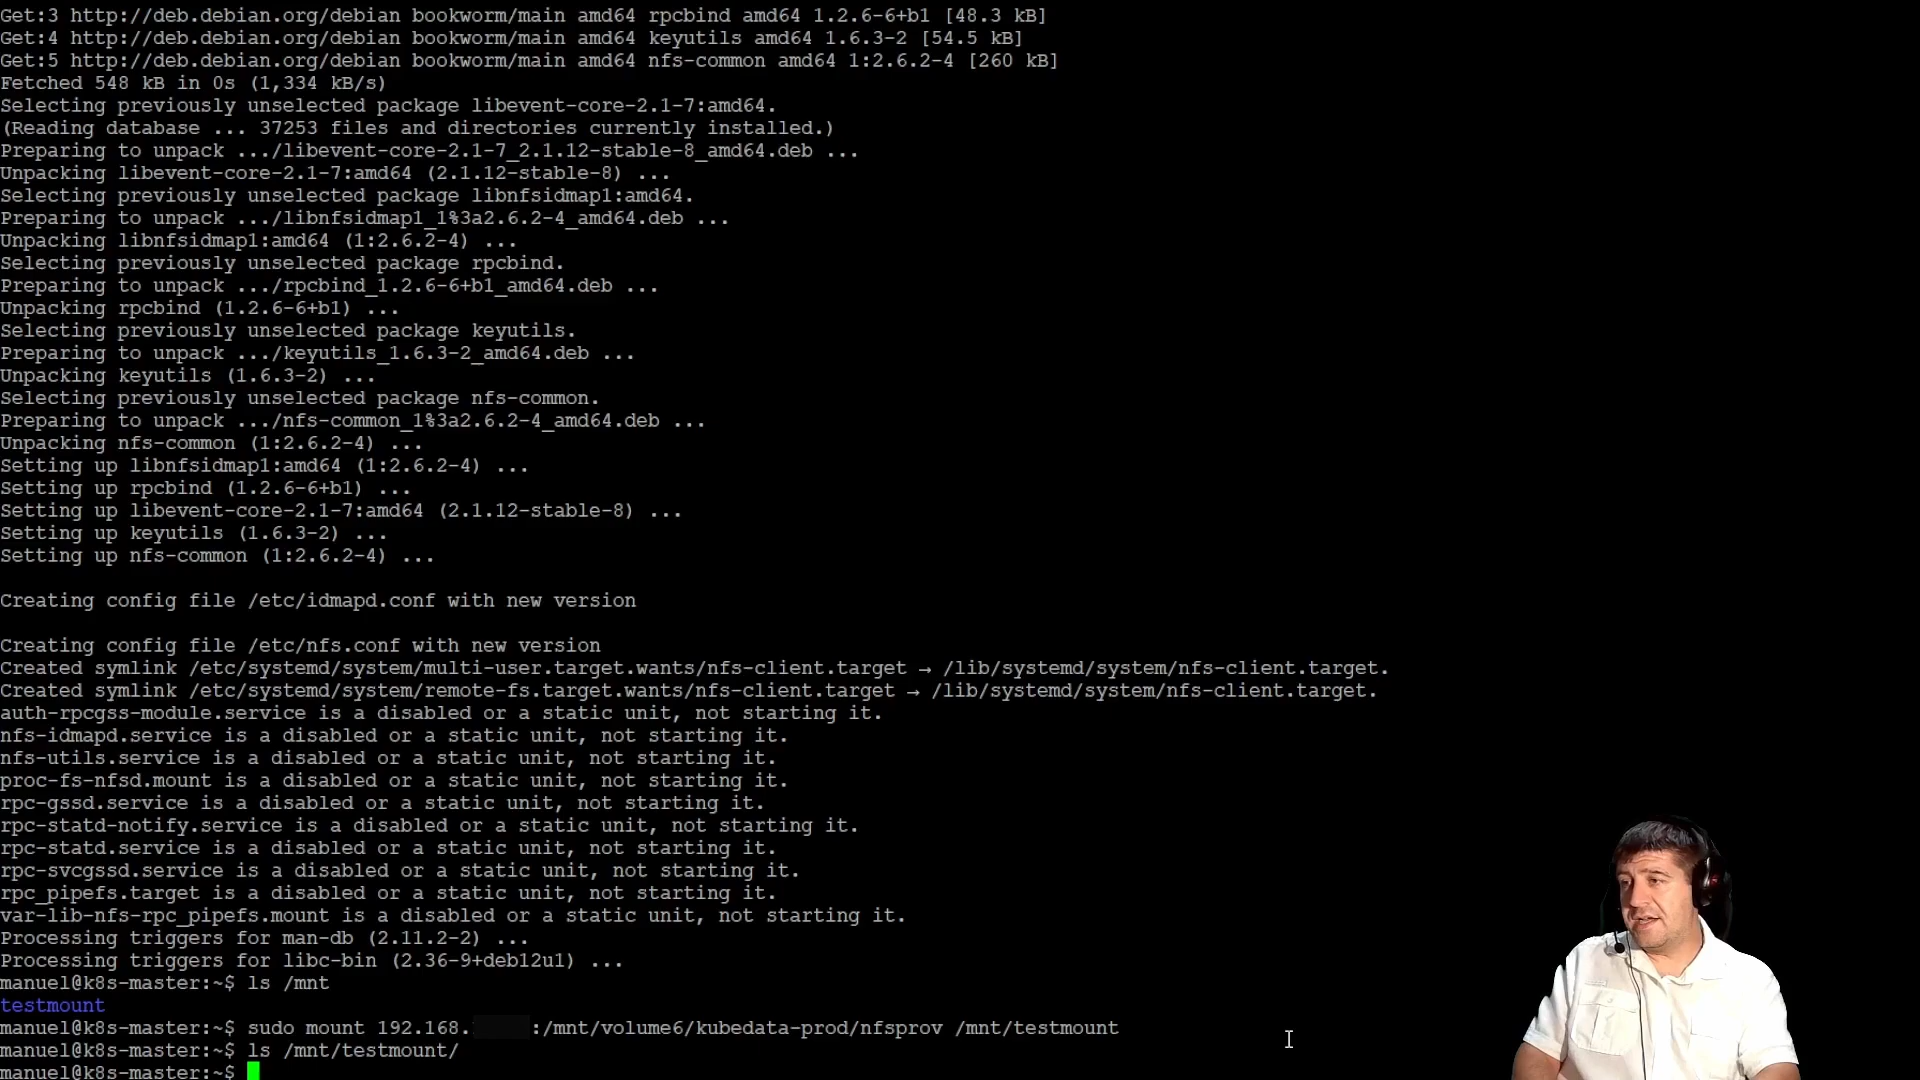 Get:3 http://deb.debian.org/debian bookworm/main amd64 rpcbind amd64 1.2.6-6+b1 [48.3 kB]
Get:4 http://deb.debian.org/debian bookworm/main amd64 keyutils amd64 1.6.3-2 [54.5 kB]
Get:5 http://deb.debian.org/debian bookworm/main amd64 nfs-common amd64 1:2.6.2-4 [260 kB]
Fetched 548 kB in 0s (1,334 kB/s)
Selecting previously unselected package libevent-core-2.1-7:amd64.
(Reading database ... 37253 files and directories currently installed.)
Preparing to unpack .../libevent-core-2.1-7_2.1.12-stable-8_amd64.deb ...
Unpacking libevent-core-2.1-7:amd64 (2.1.12-stable-8) ...
Selecting previously unselected package libnfsidmap1:amd64.
Preparing to unpack .../libnfsidmap1_1%3a2.6.2-4_amd64.deb ...
Unpacking libnfsidmap1:amd64 (1:2.6.2-4) ...
Selecting previously unselected package rpcbind.
Preparing to unpack .../rpcbind_1.2.6-6+b1_amd64.deb ...
Unpacking rpcbind (1.2.6-6+b1) ...
Selecting previously unselected package keyutils.
Preparing to unpack .../keyutils_1.6.3-2_amd64.deb ...
Unpacking keyutils (1.6.3-2) ...
Selecting previously unselected package nfs-common.
Preparing to unpack .../nfs-common_1%3a2.6.2-4_amd64.deb ...
Unpacking nfs-common (1:2.6.2-4) ...
Setting up libnfsidmap1:amd64 (1:2.6.2-4) ...
Setting up rpcbind (1.2.6-6+b1) ...
Setting up libevent-core-2.1-7:amd64 (2.1.12-stable-8) ...
Setting up keyutils (1.6.3-2) ...
Setting up nfs-common (1:2.6.2-4) ...
Creating config file /etc/idmapd.conf with new version
Creating config file /etc/nfs.conf with new version
Created symlink /etc/systemd/system/multi-user.target.wants/nfs-client.target → /lib/systemd/system/nfs-client.target.
Created symlink /etc/systemd/system/remote-fs.target.wants/nfs-client.target → /lib/systemd/system/nfs-client.target.
auth-rpcgss-module.service is a disabled or a static unit, not starting it.
nfs-idmapd.service is a disabled or a static unit, not starting it.
nfs-utils.service is a disabled or a static unit, not starting it.
proc-fs-nfsd.mount is a disabled or a static unit, not starting it.
rpc-gssd.service is a disabled or a static unit, not starting it.
rpc-statd-notify.service is a disabled or a static unit, not starting it.
rpc-statd.service is a disabled or a static unit, not starting it.
rpc-svcgssd.service is a disabled or a static unit, not starting it.
rpc_pipefs.target is a disabled or a static unit, not starting it.
var-lib-nfs-rpc_pipefs.mount is a disabled or a static unit, not starting it.
Processing triggers for man-db (2.11.2-2) ...
Processing triggers for libc-bin (2.36-9+deb12u1) ...
manuel@k8s-master:~$ ls /mnt
testmount
manuel@k8s-master:~$ sudo mount 192.168. :/mnt/volume6/kubedata-prod/nfsprov /mnt/testmount
manuel@k8s-master:~$ ls /mnt/testmount/
manuel@k8s-master:~$